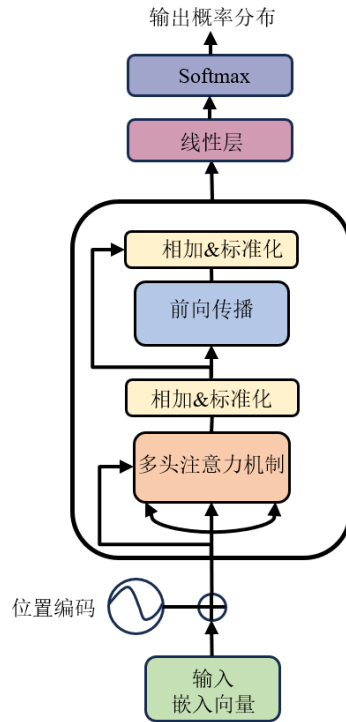 输出概率分布
Softmax
线性层
相加&标准化
前向传播
相加&标准化
多头注意力机制
位置编码
输入
嵌入向量